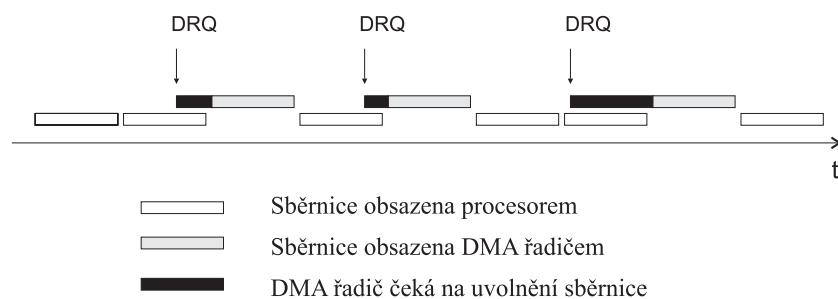 DRQ DRQ DRQ
t
Sběrnice obsazena procesorem
Sběrnice obsazena DMA řadičem
DMA řadič čeká na uvolnění sběrnice